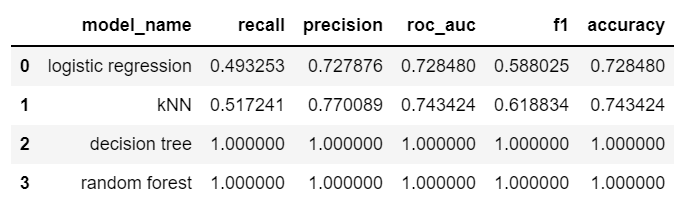 model_name recall precision roc_auc f1 accuracy
0 logistic regression 0.493253 0.727876 0.728480 0.588025 0.728480
1 kNN 0.517241 0.770089 0.743424 0.618834 0.743424
2 decision tree 1.000000 1.000000 1.000000 1.000000 1.000000
3 random forest 1.000000 1.000000 1.000000 1.000000 1.000000